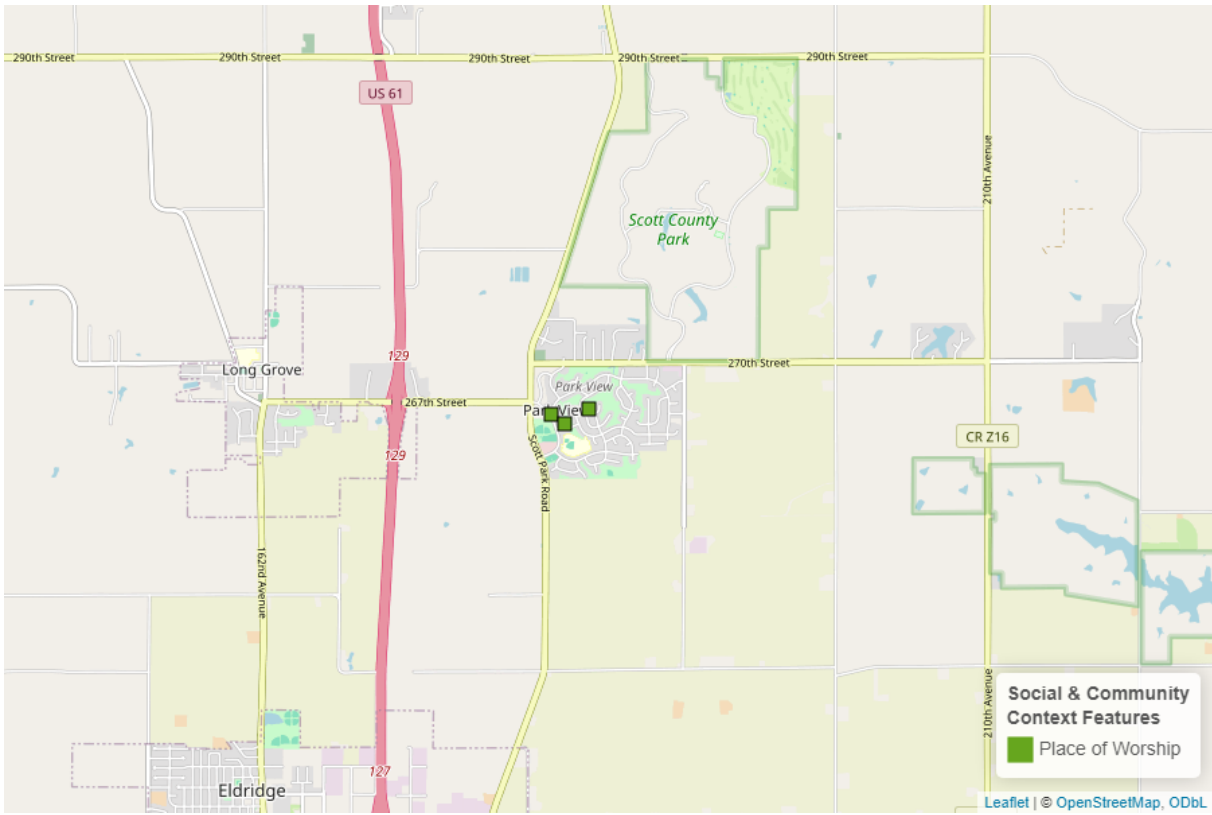 290th Street
290th Street
290th Street
290th Street
290th Street
US 61
210th Avenue
Scott County
Park
129
270th Street
Long Grove
Park View
267th Street
Park View
CR Z16
129
Scott Park Road
162nd Avenue
210th Avenue
Social & Community
Context Features
Place of Worship
127
Eldridge
Leaflet | © OpenStreetMap, ODbL